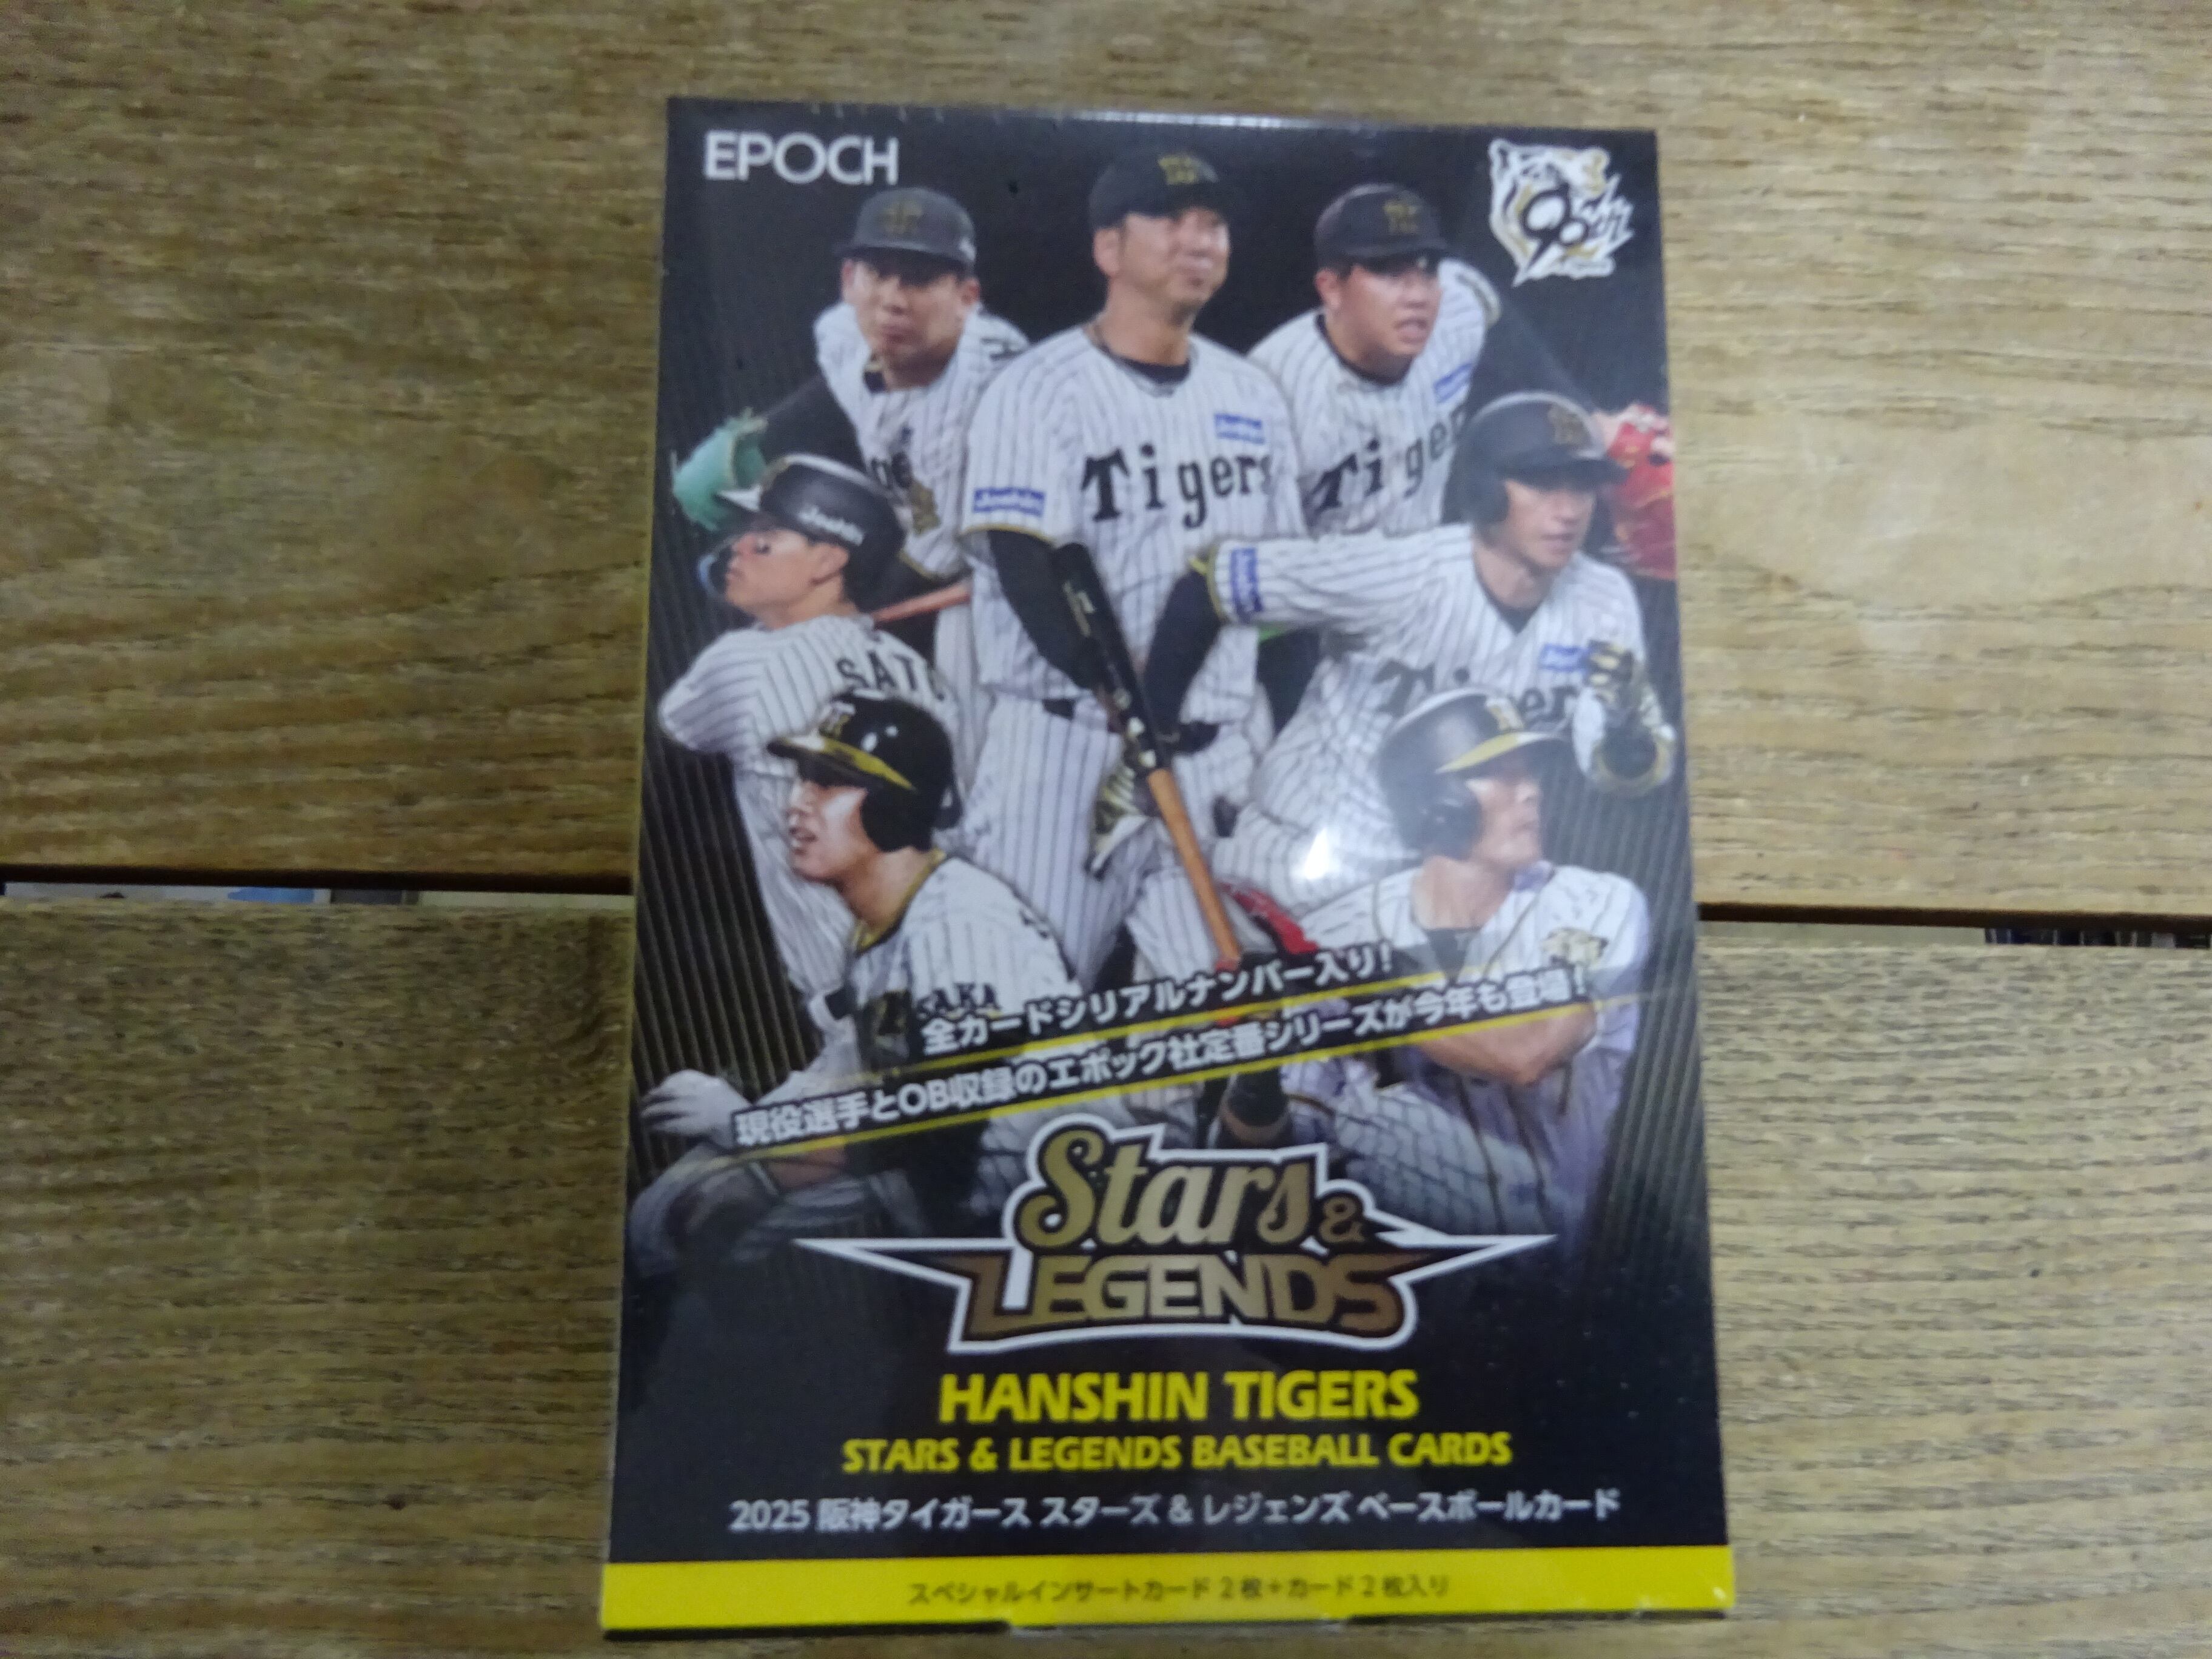 EPOCH
90th
Tigers
Tige
SAT
Tiger
SAKA
全カードシリアルナンバー入り!
現役選手とOB収録のエポック社定番シリーズが今年も登場!
Stars &
LEGENDS
HANSHIN TIGERS
STARS & LEGENDS BASEBALL CARDS
2025 阪神タイガース スターズ & レジェンズ ベースボールカード
スペシャルインサートカード2枚+カード2枚入り